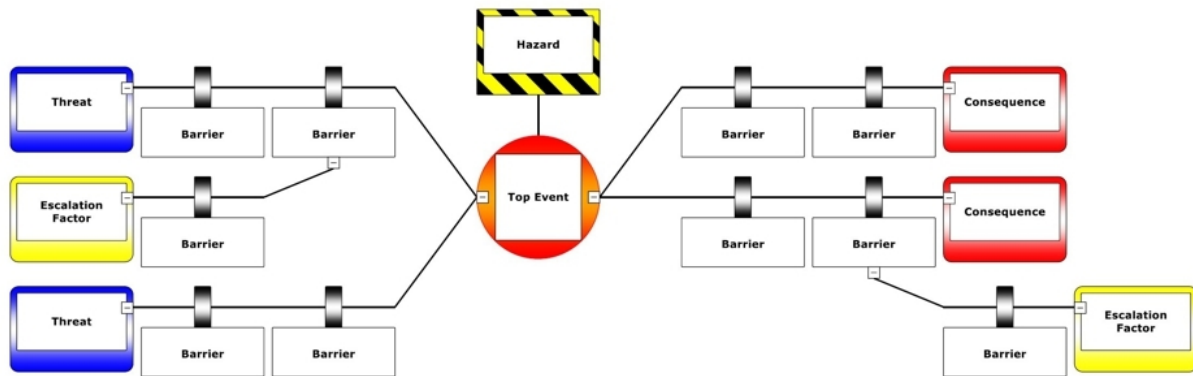 Hazard
Threat
Barrier
Barrier
Top Event
Barrier
Barrier
Consequence
Escalation
Factor
Barrier
Barrier
Barrier
Consequence
Threat
Barrier
Barrier
Barrier
Escalation
Factor